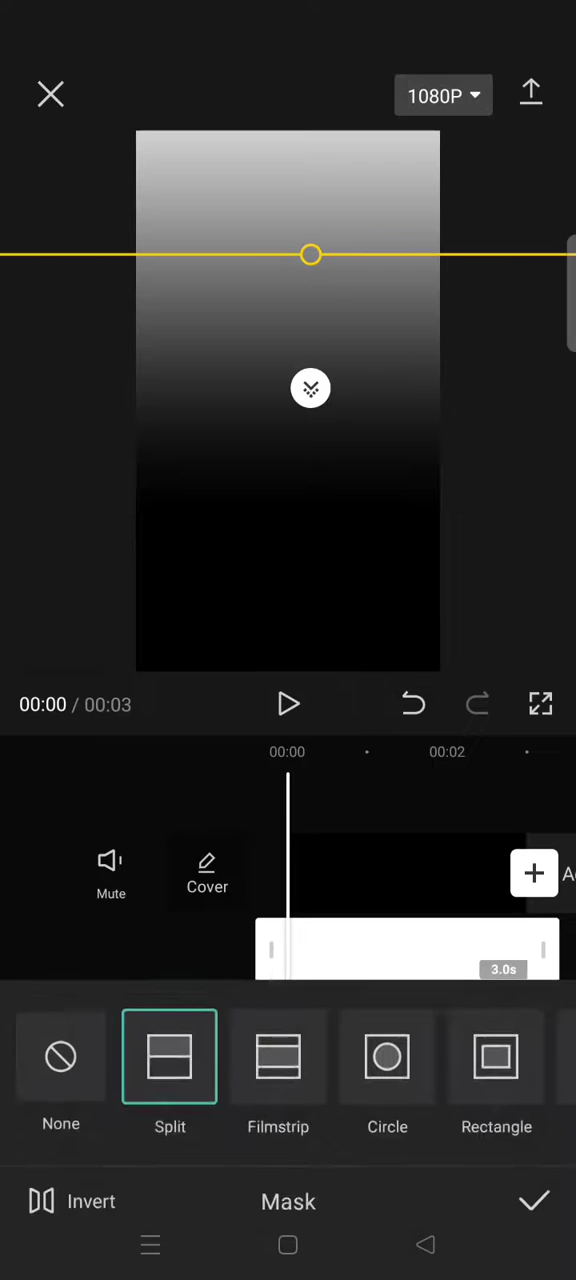 1080P
00:00 / 00:03
00:00
00:02
Mute
Cover
A
3.0s
None
Split
Filmstrip
Circle
Rectangle
Invert
Mask